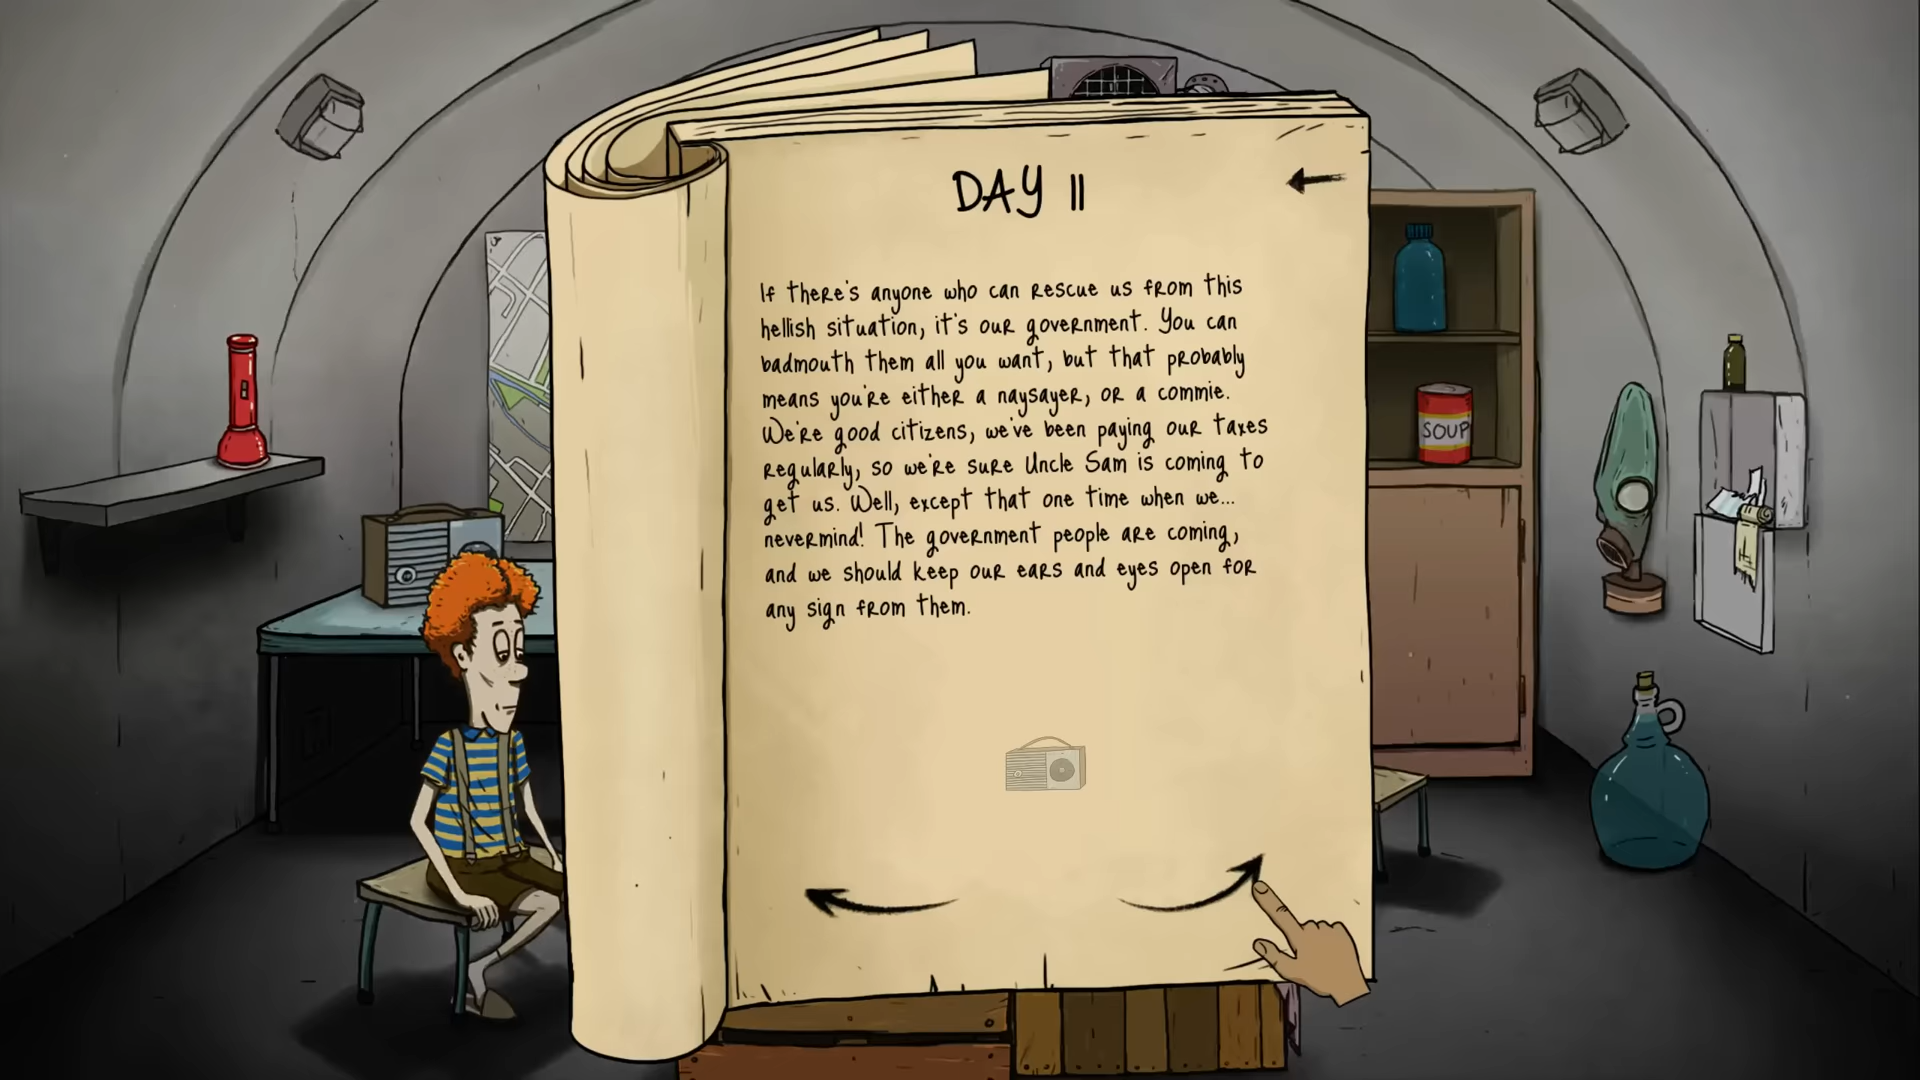 DAY 11
If there's anyone who can rescue us from this
hellish situation, it's our government. You can
badmouth them all you want, but that probably
means you're either a naysayer, or a commie.
We're good citizens, we've been paying our taxes
regularly, so we're sure Uncle Sam is coming to
get us. Well, except that one time when we...
nevermind! The government people are coming,
and we should keep our ears and eyes open for
any sign from them.
SOUP